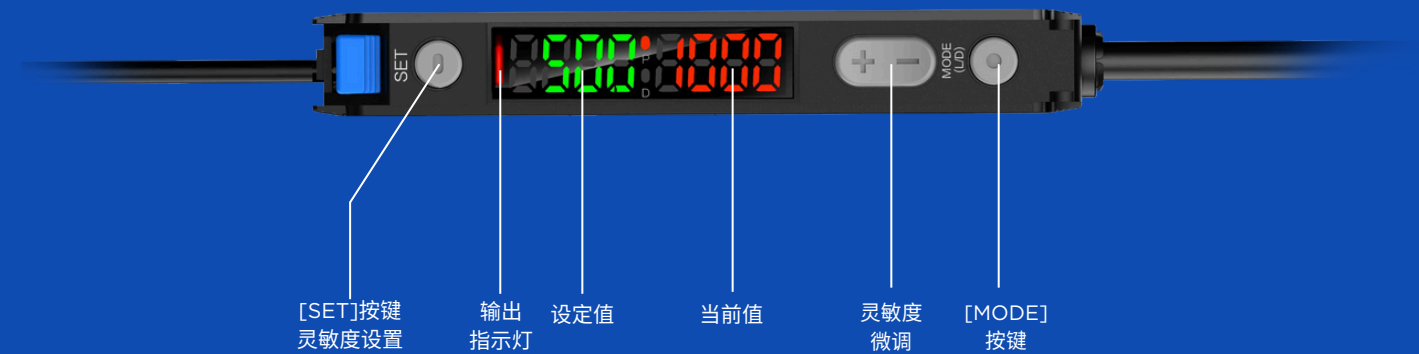 SET
500
P
D
1000
+
−
MODE
(L/D)
[SET]按键
灵敏度设置
输出
指示灯
设定值
当前值
灵敏度
微调
[MODE]
按键